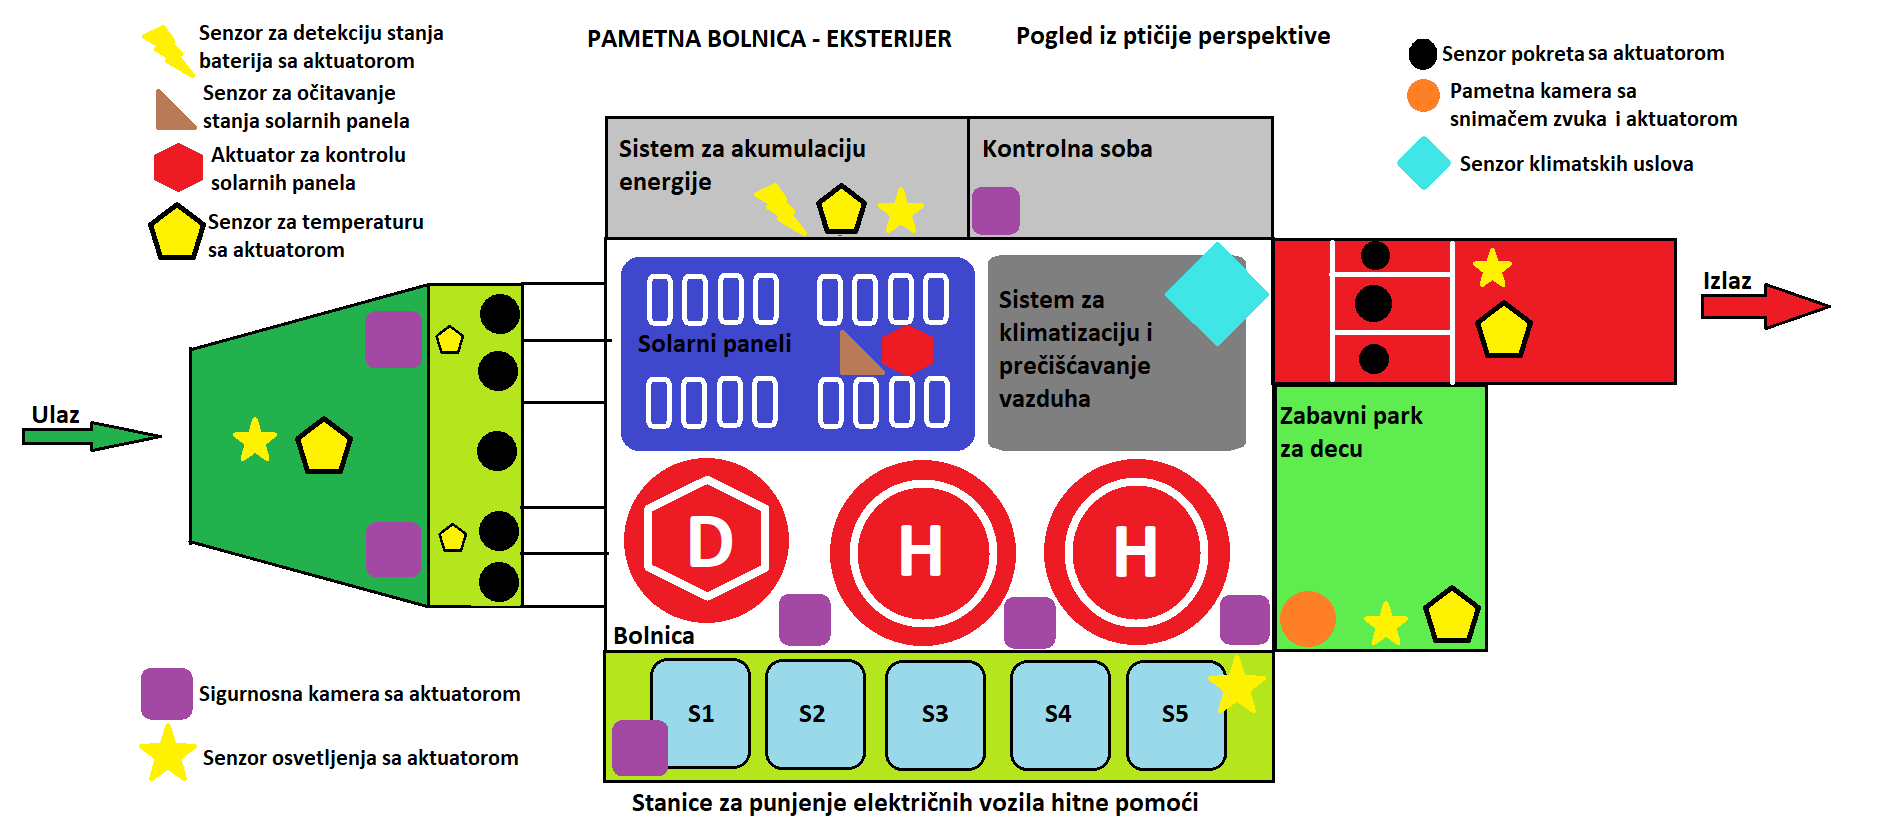 PAMETNA BOLNICA - EKSTERIJER
Pogled iz ptičije perspektive
Senzor za detekciju stanja
baterija sa aktuatorom
Senzor za očitavanje
stanja solarnih panela
Aktuator za kontrolu
solarnih panela
Senzor za temperaturu
sa aktuatorom
Senzor pokreta sa aktuatorom
Pametna kamera sa
snimačem zvuka i aktuatorom
Senzor klimatskih uslova
Sistem za akumulaciju
energije
Kontrolna soba
Ulaz
Solarni paneli
Sistem za
klimatizaciju i
prečišćavanje
vazduha
Izlaz
Zabavni park
za decu
D
H
H
Bolnica
S1
S2
S3
S4
S5
Sigurnosna kamera sa aktuatorom
Senzor osvetljenja sa aktuatorom
Stanice za punjenje električnih vozila hitne pomoći